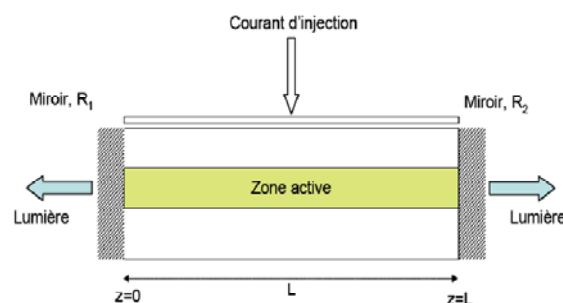 Courant d'injection
Miroir, R1
Miroir, R2
Zone active
Lumière
Lumière
L
z=0
z=L